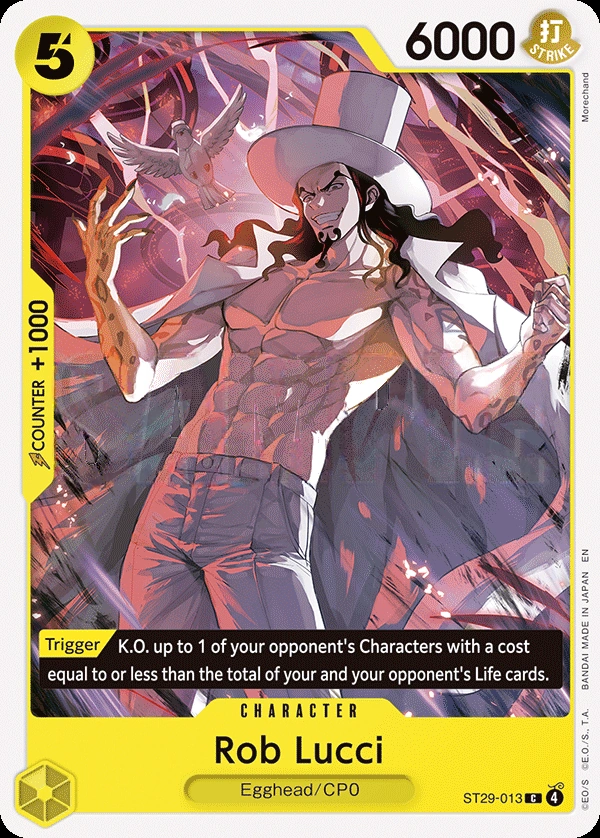 5
6000
打
STRIKE
Morechand
COUNTER +1000
Trigger K.O. up to 1 of your opponent's Characters with a cost
equal to or less than the total of your and your opponent's Life cards.
CHARACTER
Rob Lucci
Egghead/CP0
ST29-013 C 4
©EO/S ©E.O./S., T.A. BANDAI MADE IN JAPAN EN